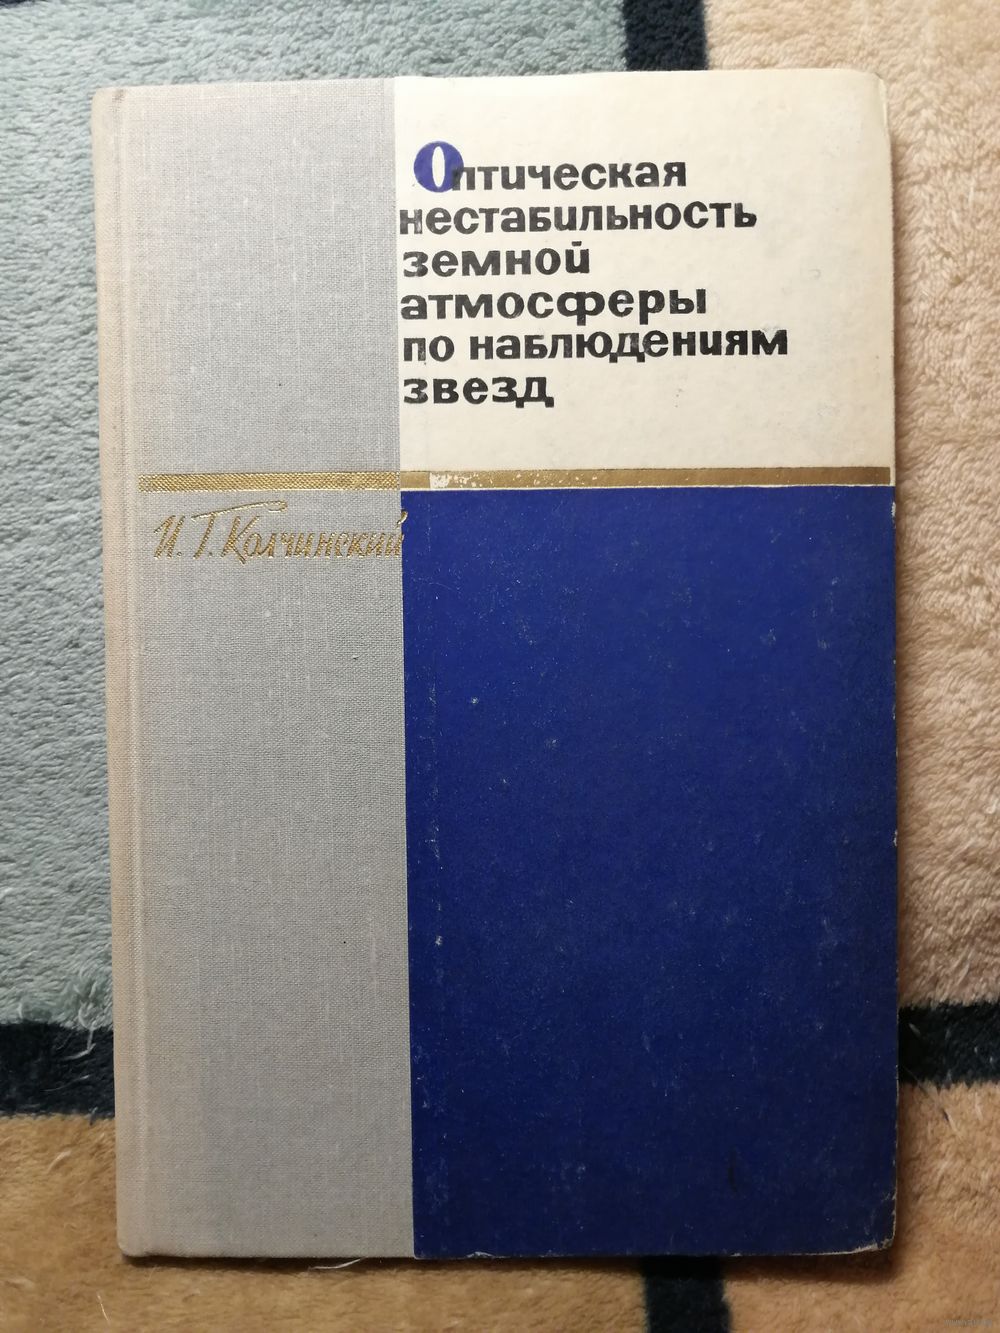 Оптическая
нестабильность
земной
атмосферы
по наблюдениям
звезд
И. Г. Колчинский